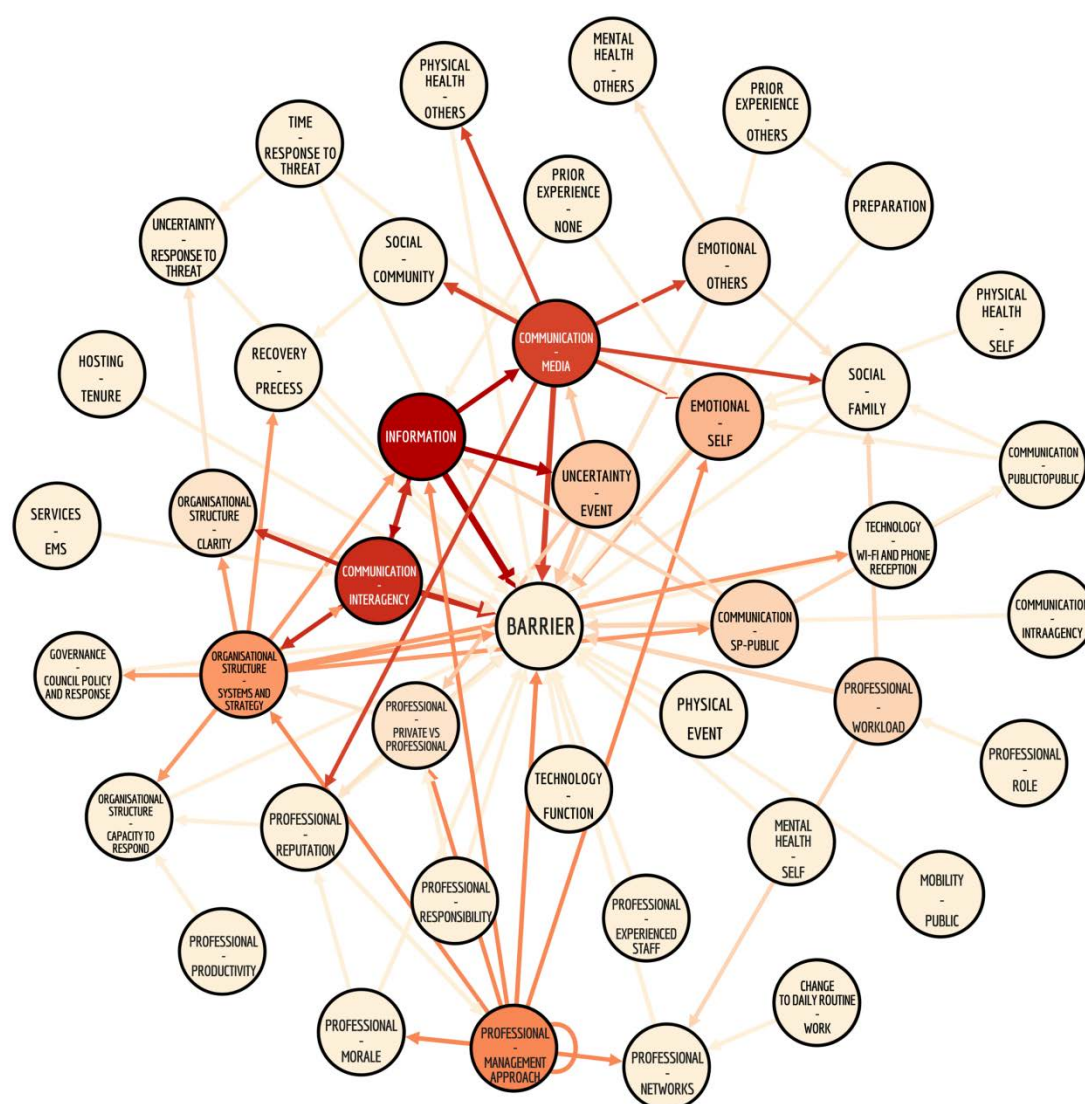 MENTAL
HEALTH
-
OTHERS
PHYSICAL
HEALTH
-
OTHERS
PRIOR
EXPERIENCE
-
OTHERS
TIME
-
RESPONSE TO
THREAT
PRIOR
EXPERIENCE
-
NONE
PREPARATION
UNCERTAINTY
-
RESPONSE TO
THREAT
SOCIAL
-
COMMUNITY
EMOTIONAL
-
OTHERS
PHYSICAL
HEALTH
-
SELF
COMMUNICATION
-
MEDIA
HOSTING
-
TENURE
RECOVERY
-
PRECESS
SOCIAL
-
FAMILY
EMOTIONAL
-
SELF
INFORMATION
COMMUNICATION
-
PUBLICTOPUBLIC
UNCERTAINTY
-
EVENT
SERVICES
-
EMS
ORGANISATIONAL
STRUCTURE
-
CLARITY
TECHNOLOGY
-
WI-FI AND PHONE
RECEPTION
COMMUNICATION
-
INTERAGENCY
BARRIER
COMMUNICATION
-
SP-PUBLIC
COMMUNICATION
-
INTRAAGENCY
GOVERNANCE
-
COUNCIL POLICY
AND RESPONSE
ORGANISATIONAL
STRUCTURE
-
SYSTEMS AND
STRATEGY
PROFESSIONAL
-
PRIVATE VS
PROFESSIONAL
PHYSICAL
EVENT
PROFESSIONAL
-
WORKLOAD
PROFESSIONAL
-
ROLE
TECHNOLOGY
-
FUNCTION
ORGANISATIONAL
STRUCTURE
-
CAPACITY TO
RESPOND
PROFESSIONAL
-
REPUTATION
MENTAL
HEALTH
-
SELF
PROFESSIONAL
-
RESPONSIBILITY
PROFESSIONAL
-
EXPERIENCED
STAFF
MOBILITY
-
PUBLIC
PROFESSIONAL
-
PRODUCTIVITY
CHANGE
TO DAILY ROUTINE
-
WORK
PROFESSIONAL
-
MORALE
PROFESSIONAL
-
MANAGEMENT
APPROACH
PROFESSIONAL
-
NETWORKS